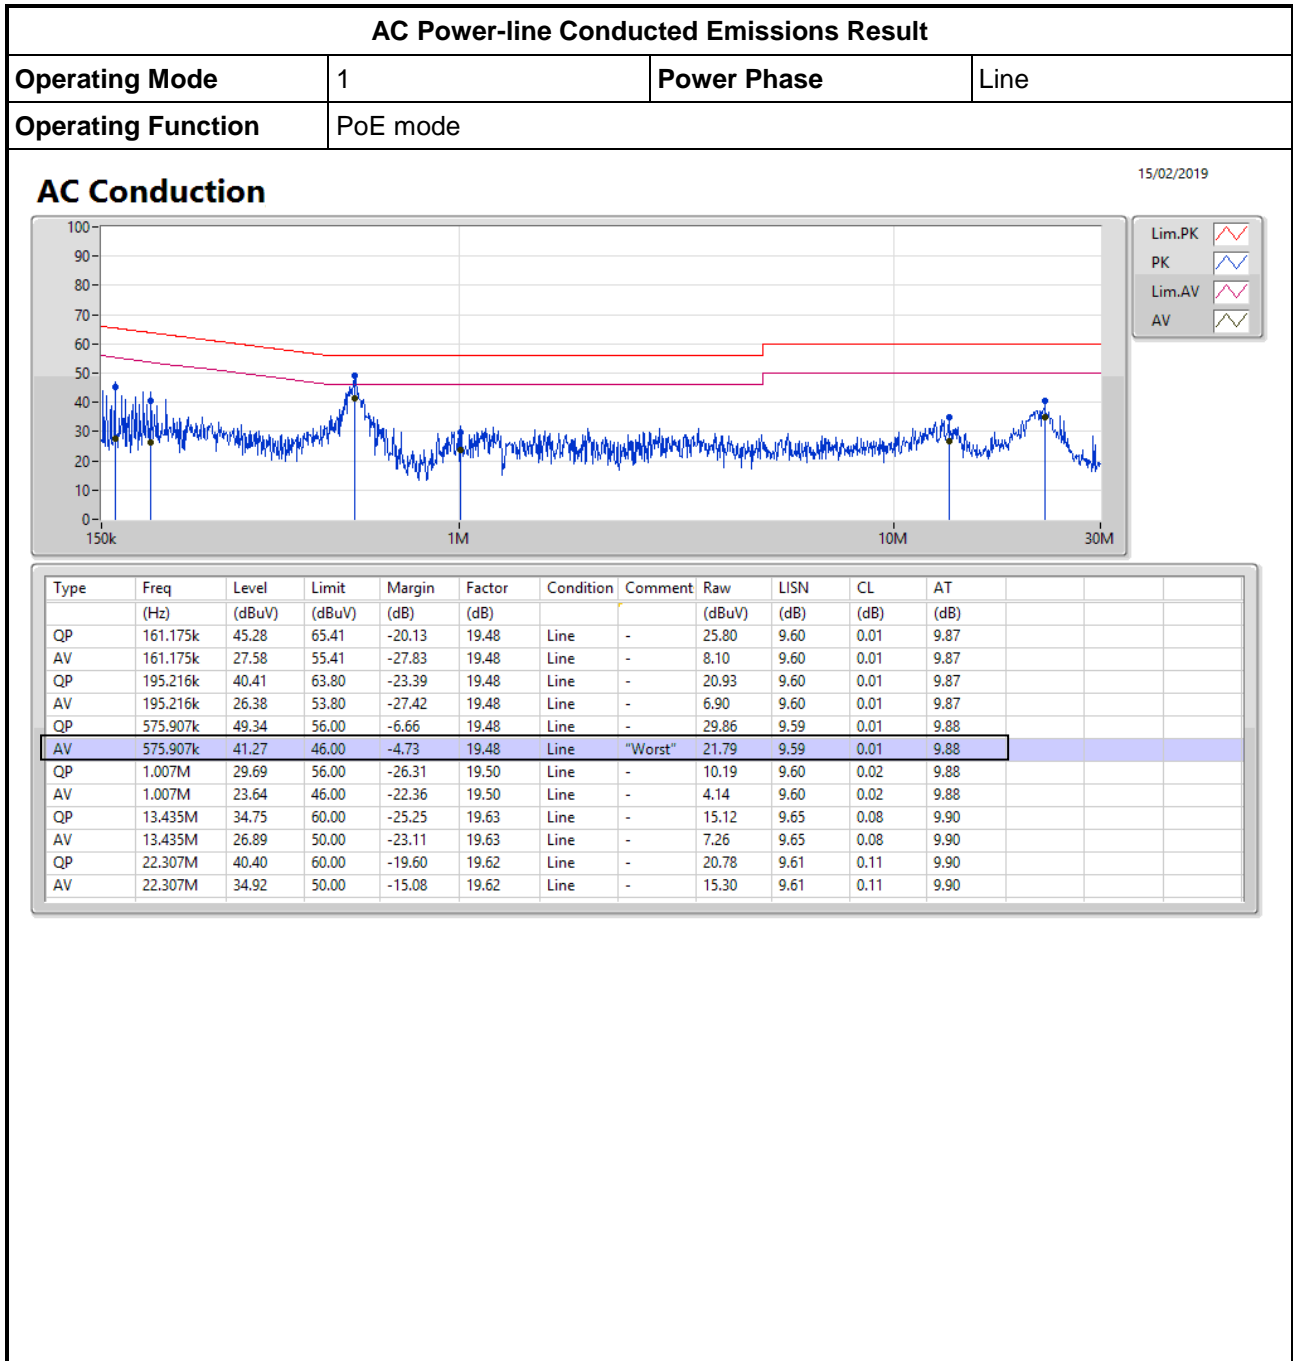 AC Power-line Conducted Emissions Result
Operating Mode 1 Power Phase Line
Operating Function PoE mode
15/02/2019
AC Conduction
100
90
80
70
60
50
40
30
20
10
0
150k 1M 10M 30M
Lim.PK
PK
Lim.AV
AV
Type Freq Level Limit Margin Factor Condition Comment Raw LISN CL AT
(Hz) (dBuV) (dBuV) (dB) (dB) (dBuV) (dB) (dB) (dB)
QP 161.175k 45.28 65.41 -20.13 19.48 Line - 25.80 9.60 0.01 9.87
AV 161.175k 27.58 55.41 -27.83 19.48 Line - 8.10 9.60 0.01 9.87
QP 195.216k 40.41 63.80 -23.39 19.48 Line - 20.93 9.60 0.01 9.87
AV 195.216k 26.38 53.80 -27.42 19.48 Line - 6.90 9.60 0.01 9.87
QP 575.907k 49.34 56.00 -6.66 19.48 Line - 29.86 9.59 0.01 9.88
AV 575.907k 41.27 46.00 -4.73 19.48 Line "Worst" 21.79 9.59 0.01 9.88
QP 1.007M 29.69 56.00 -26.31 19.50 Line - 10.19 9.60 0.02 9.88
AV 1.007M 23.64 46.00 -22.36 19.50 Line - 4.14 9.60 0.02 9.88
QP 13.435M 34.75 60.00 -25.25 19.63 Line - 15.12 9.65 0.08 9.90
AV 13.435M 26.89 50.00 -23.11 19.63 Line - 7.26 9.65 0.08 9.90
QP 22.307M 40.40 60.00 -19.60 19.62 Line - 20.78 9.61 0.11 9.90
AV 22.307M 34.92 50.00 -15.08 19.62 Line - 15.30 9.61 0.11 9.90